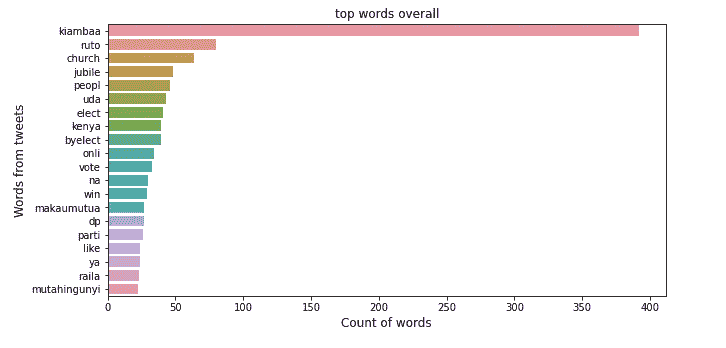 top words overall
Words from tweets
kiambaa
ruto
church
jubile
peopl
uda
elect
kenya
byelect
onli
vote
na
win
makaumutua
dp
parti
like
ya
raila
mutahingunyi
0 50 100 150 200 250 300 350 400
Count of words